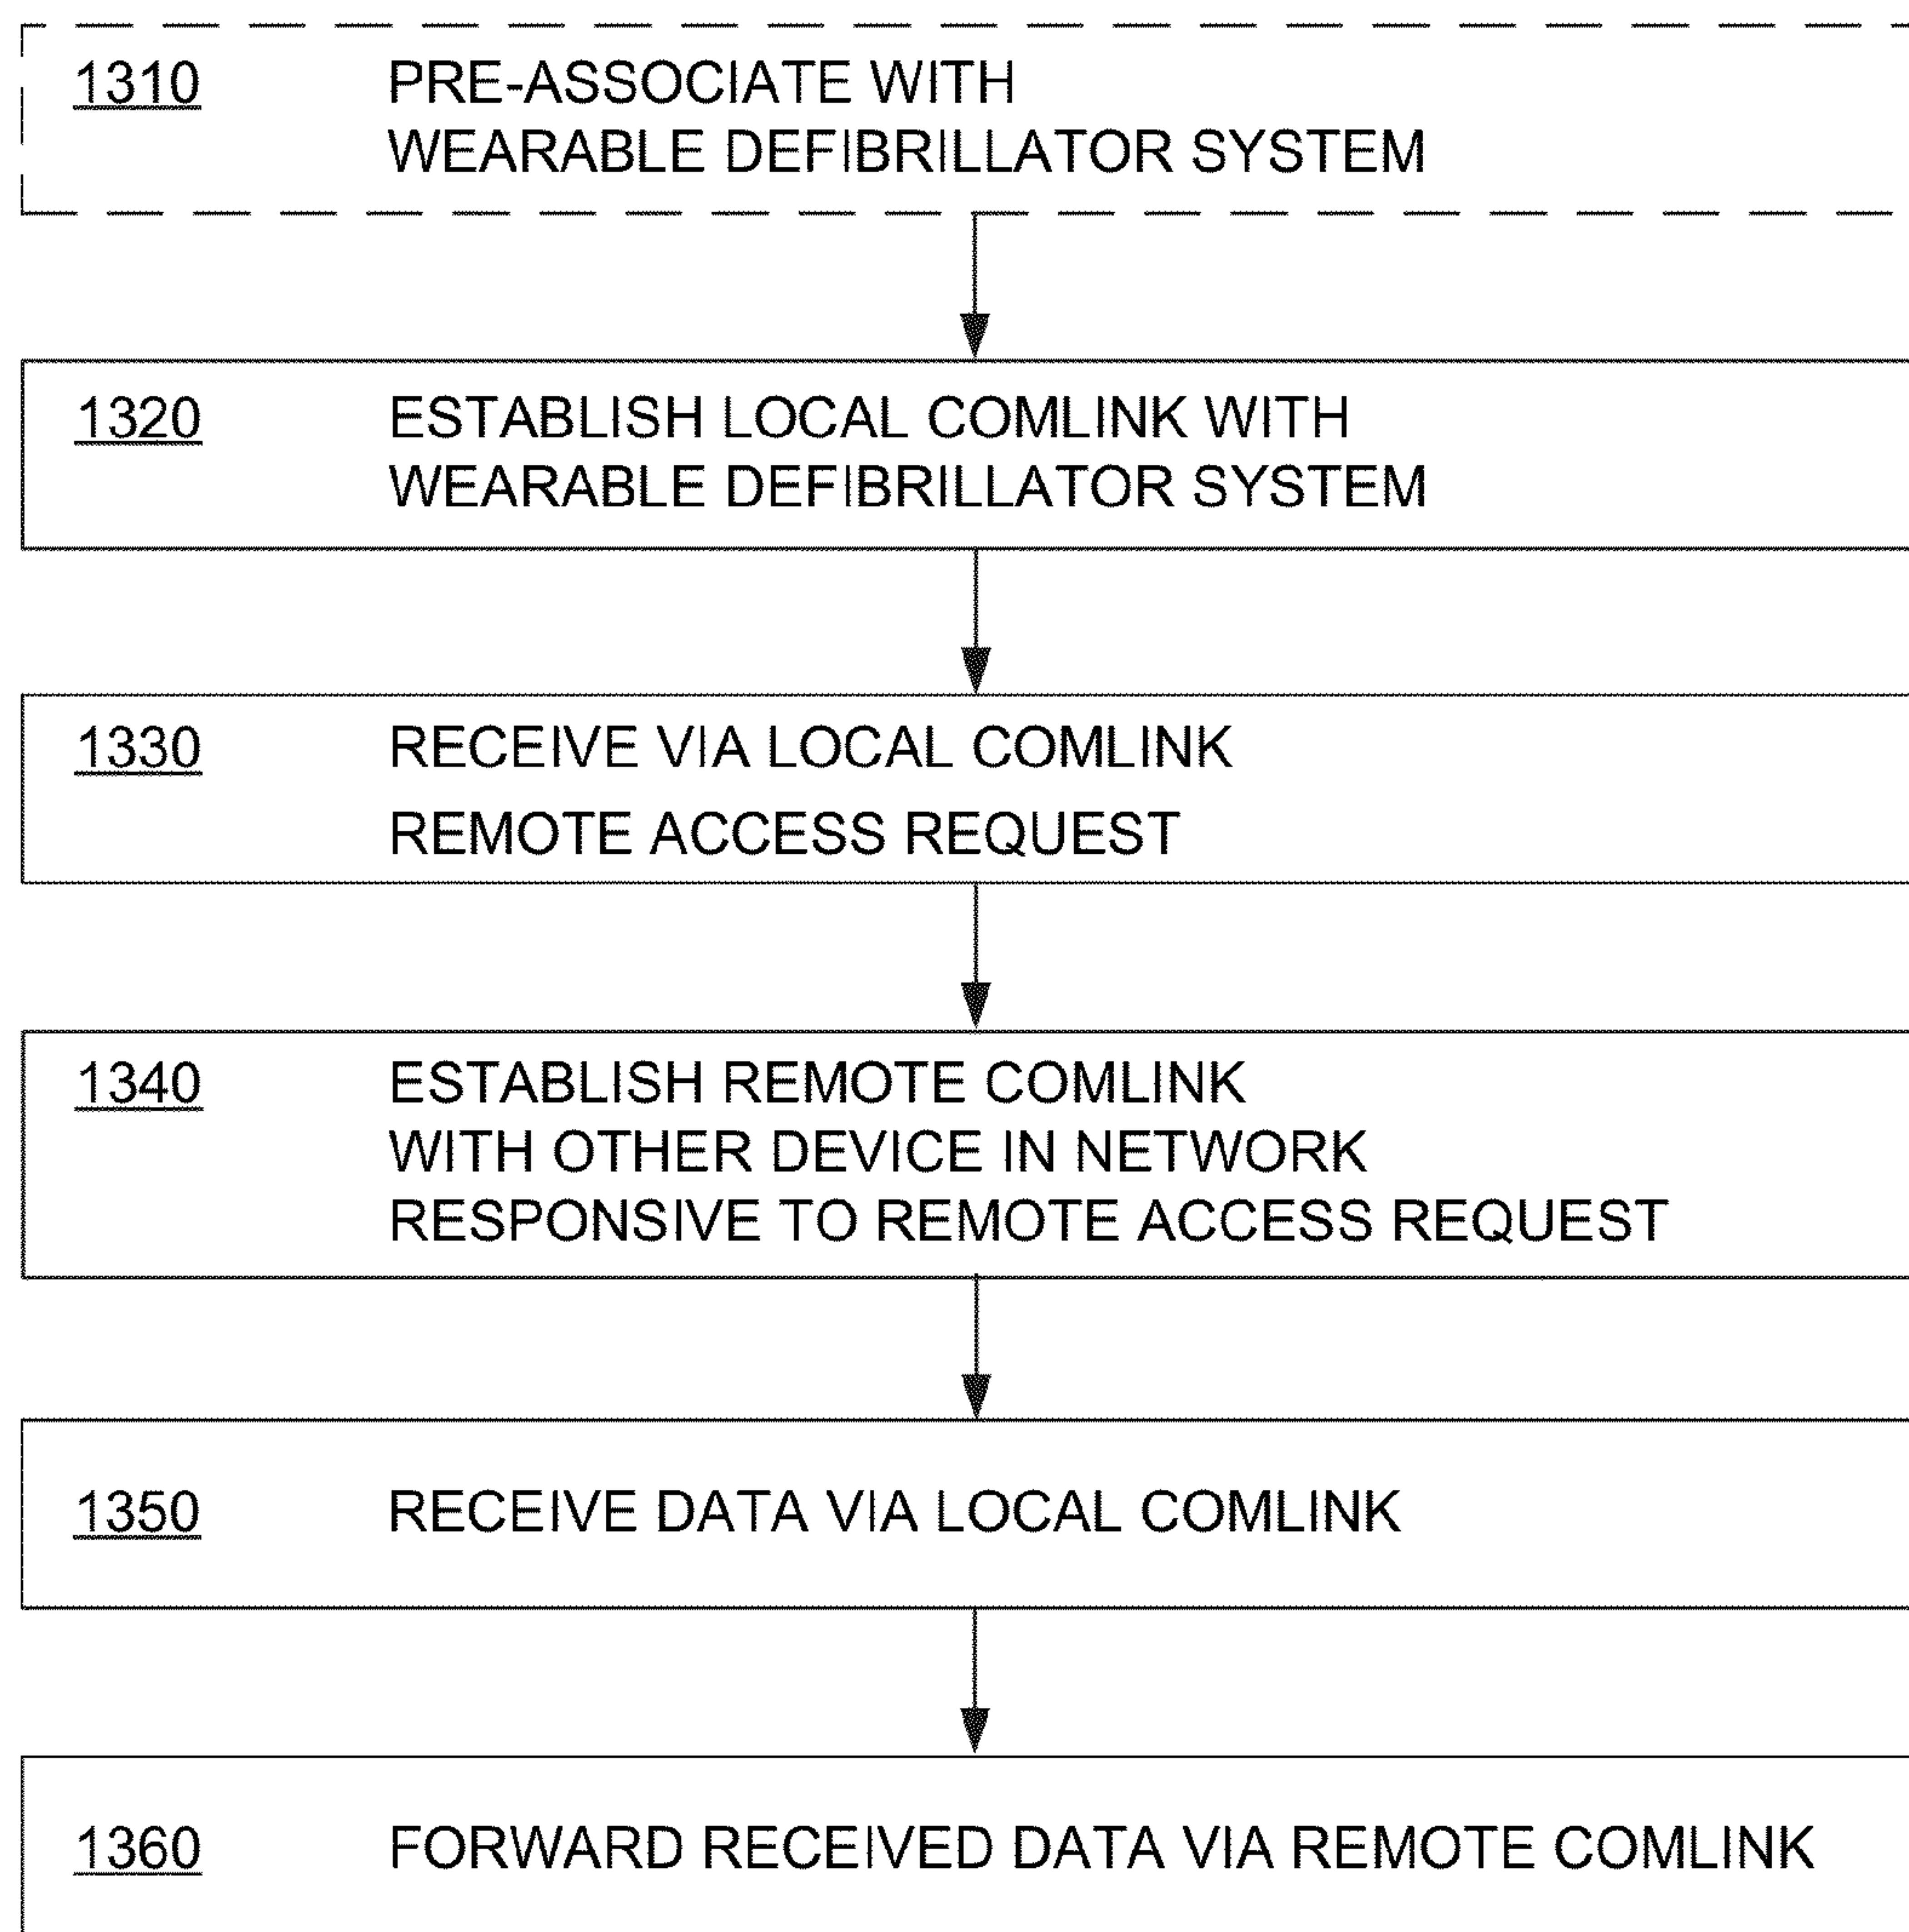 1310 PRE-ASSOCIATE WITH
WEARABLE DEFIBRILLATOR SYSTEM
1320 ESTABLISH LOCAL COMLINK WITH
WEARABLE DEFIBRILLATOR SYSTEM
1330 RECEIVE VIA LOCAL COMLINK
REMOTE ACCESS REQUEST
1340 ESTABLISH REMOTE COMLINK
WITH OTHER DEVICE IN NETWORK
RESPONSIVE TO REMOTE ACCESS REQUEST
1350 RECEIVE DATA VIA LOCAL COMLINK
1360 FORWARD RECEIVED DATA VIA REMOTE COMLINK